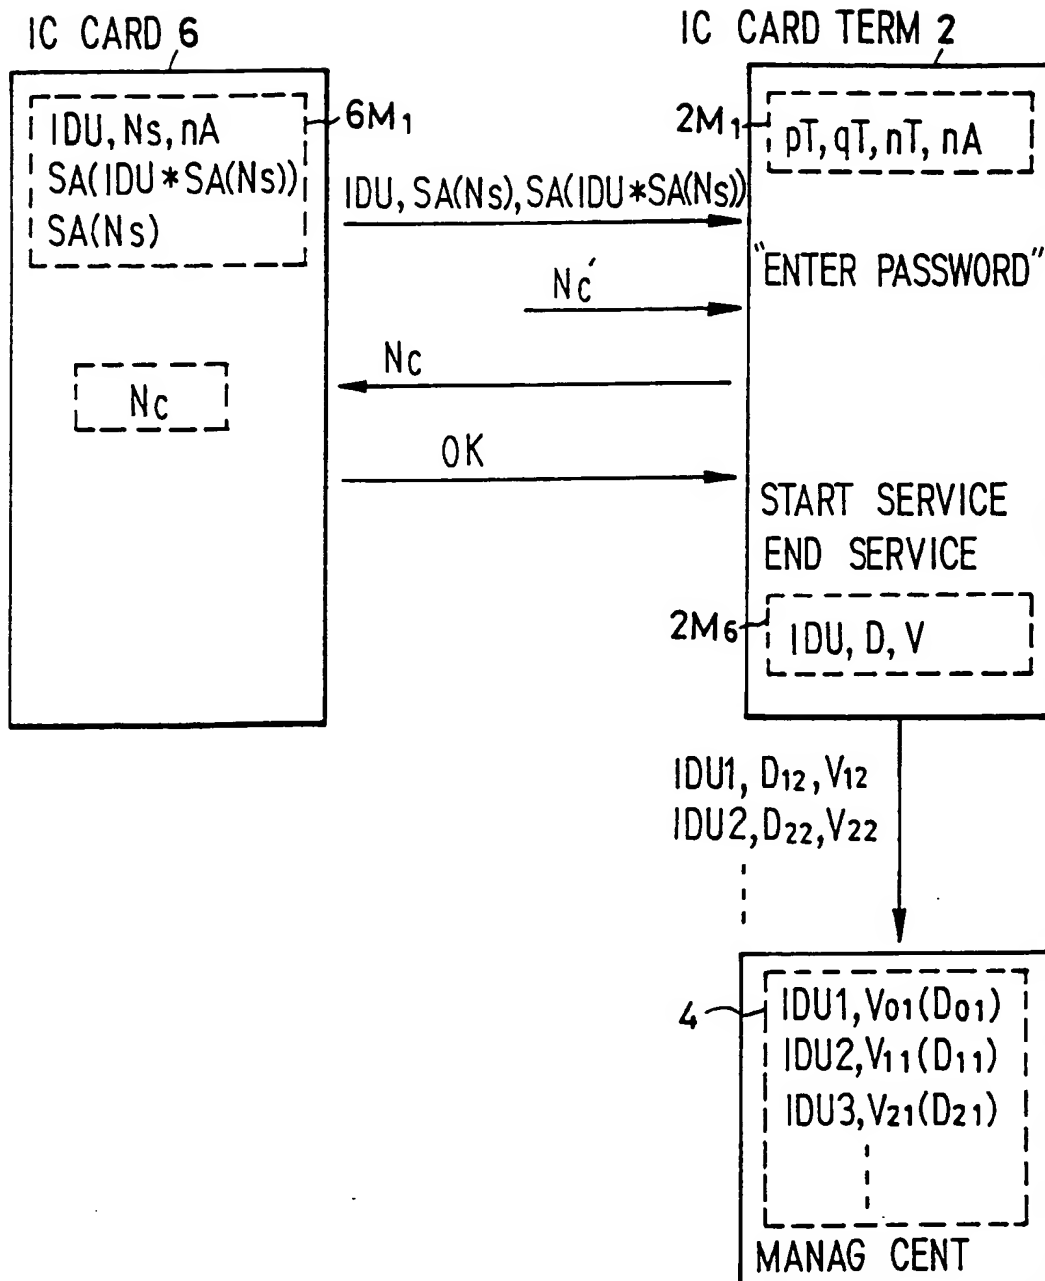 IC CARD 6
IDU, Ns, nA
SA(IDU*SA(Ns))
SA(Ns)
6M1
Nc
IDU, SA(Ns), SA(IDU*SA(Ns))
Nc′
Nc
OK
IC CARD TERM 2
2M1
pT, qT, nT, nA
"ENTER PASSWORD"
START SERVICE
END SERVICE
2M6
IDU, D, V
IDU1, D12, V12
IDU2, D22, V22
4
IDU1, V01(D01)
IDU2, V11(D11)
IDU3, V21(D21)
MANAG CENT